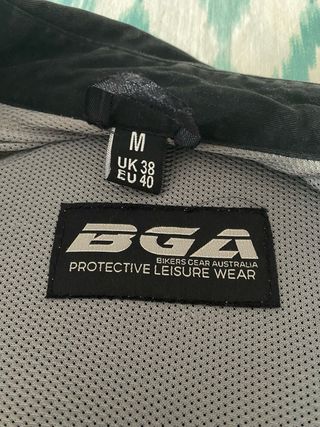 M
UK 38
EU 40
BGA
BIKERS GEAR AUSTRALIA
PROTECTIVE LEISURE WEAR